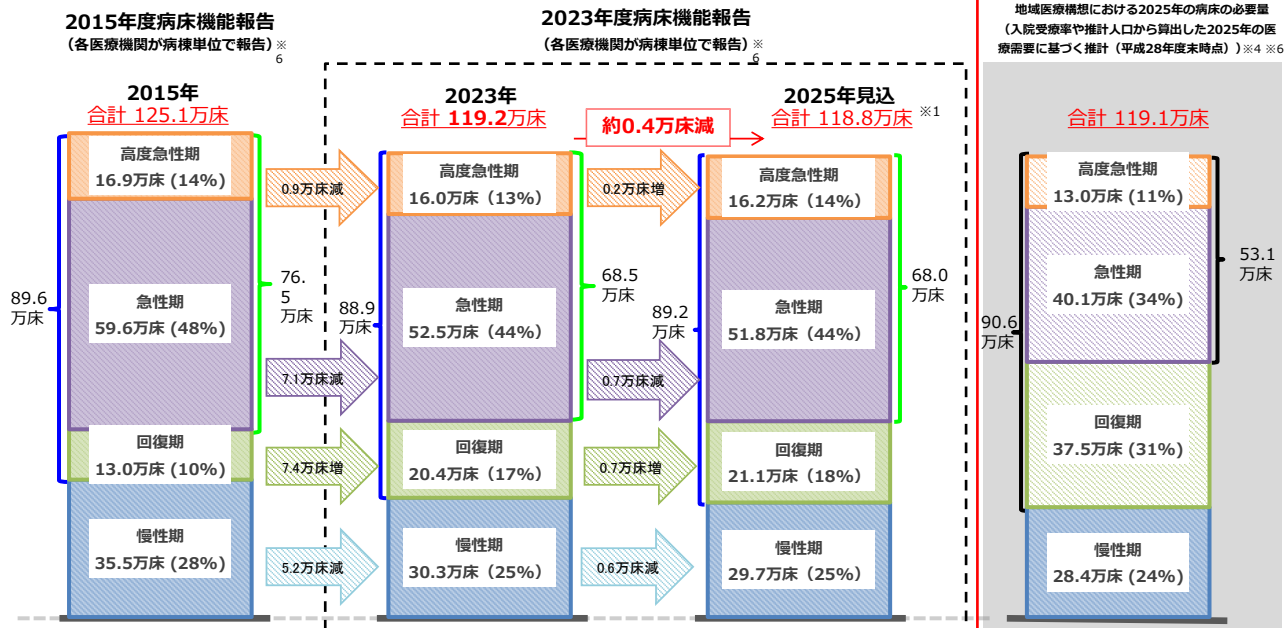 2015年度病床機能報告
(各医療機関が病棟単位で報告)※
6
2015年
合計 125.1万床
高度急性期
16.9万床 (14%)
急性期
59.6万床 (48%)
回復期
13.0万床 (10%)
慢性期
35.5万床 (28%)
89.6
万床
76.
5
万床
0.9万床減
7.1万床減
7.4万床増
5.2万床減
2023年度病床機能報告
(各医療機関が病棟単位で報告)※
6
2023年
合計 119.2万床
高度急性期
16.0万床 (13%)
急性期
52.5万床 (44%)
回復期
20.4万床 (17%)
慢性期
30.3万床 (25%)
88.9
万床
68.5
万床
約0.4万床減
0.2万床増
0.7万床減
0.7万床増
0.6万床減
2025年見込
合計 118.8万床 ※1
高度急性期
16.2万床 (14%)
急性期
51.8万床 (44%)
回復期
21.1万床 (18%)
慢性期
29.7万床 (25%)
89.2
万床
68.0
万床
地域医療構想における2025年の病床の必要量
(入院受療率や推計人口から算出した2025年の医
療需要に基づく推計(平成28年度末時点))※4 ※6
合計 119.1万床
高度急性期
13.0万床 (11%)
急性期
40.1万床 (34%)
回復期
37.5万床 (31%)
慢性期
28.4万床 (24%)
90.6
万床
53.1
万床